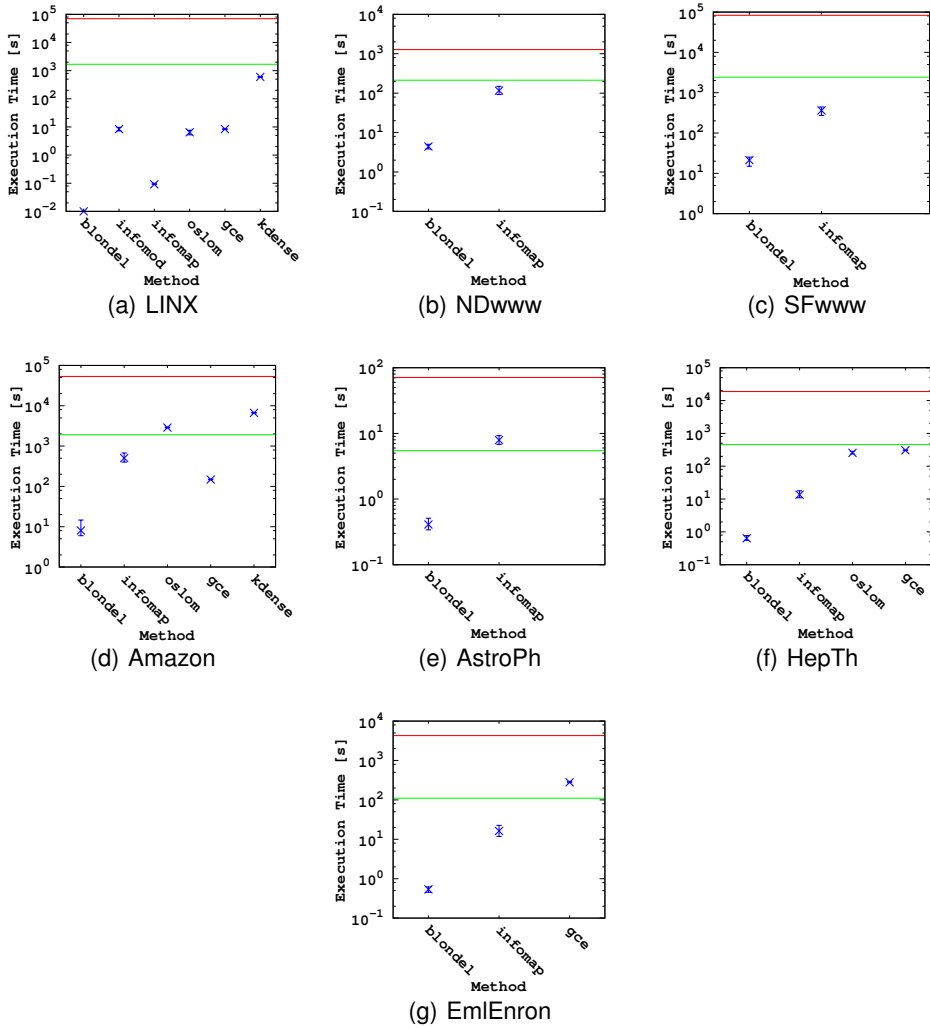 Execution Time [s]
10^5
10^4
10^3
10^2
10^1
10^0
10^-1
10^-2
blondel
infomod
infomap
oslom
gce
kdense
Method
(a) LINX
Execution Time [s]
10^4
10^3
10^2
10^1
10^0
10^-1
blondel
infomap
Method
(b) NDwww
Execution Time [s]
10^5
10^4
10^3
10^2
10^1
10^0
blondel
infomap
Method
(c) SFwww
Execution Time [s]
10^5
10^4
10^3
10^2
10^1
10^0
blondel
infomap
oslom
gce
kdense
Method
(d) Amazon
Execution Time [s]
10^2
10^1
10^0
10^-1
blondel
infomap
Method
(e) AstroPh
Execution Time [s]
10^5
10^4
10^3
10^2
10^1
10^0
10^-1
blondel
infomap
oslom
gce
Method
(f) HepTh
Execution Time [s]
10^4
10^3
10^2
10^1
10^0
10^-1
blondel
infomap
gce
Method
(g) EmlEnron